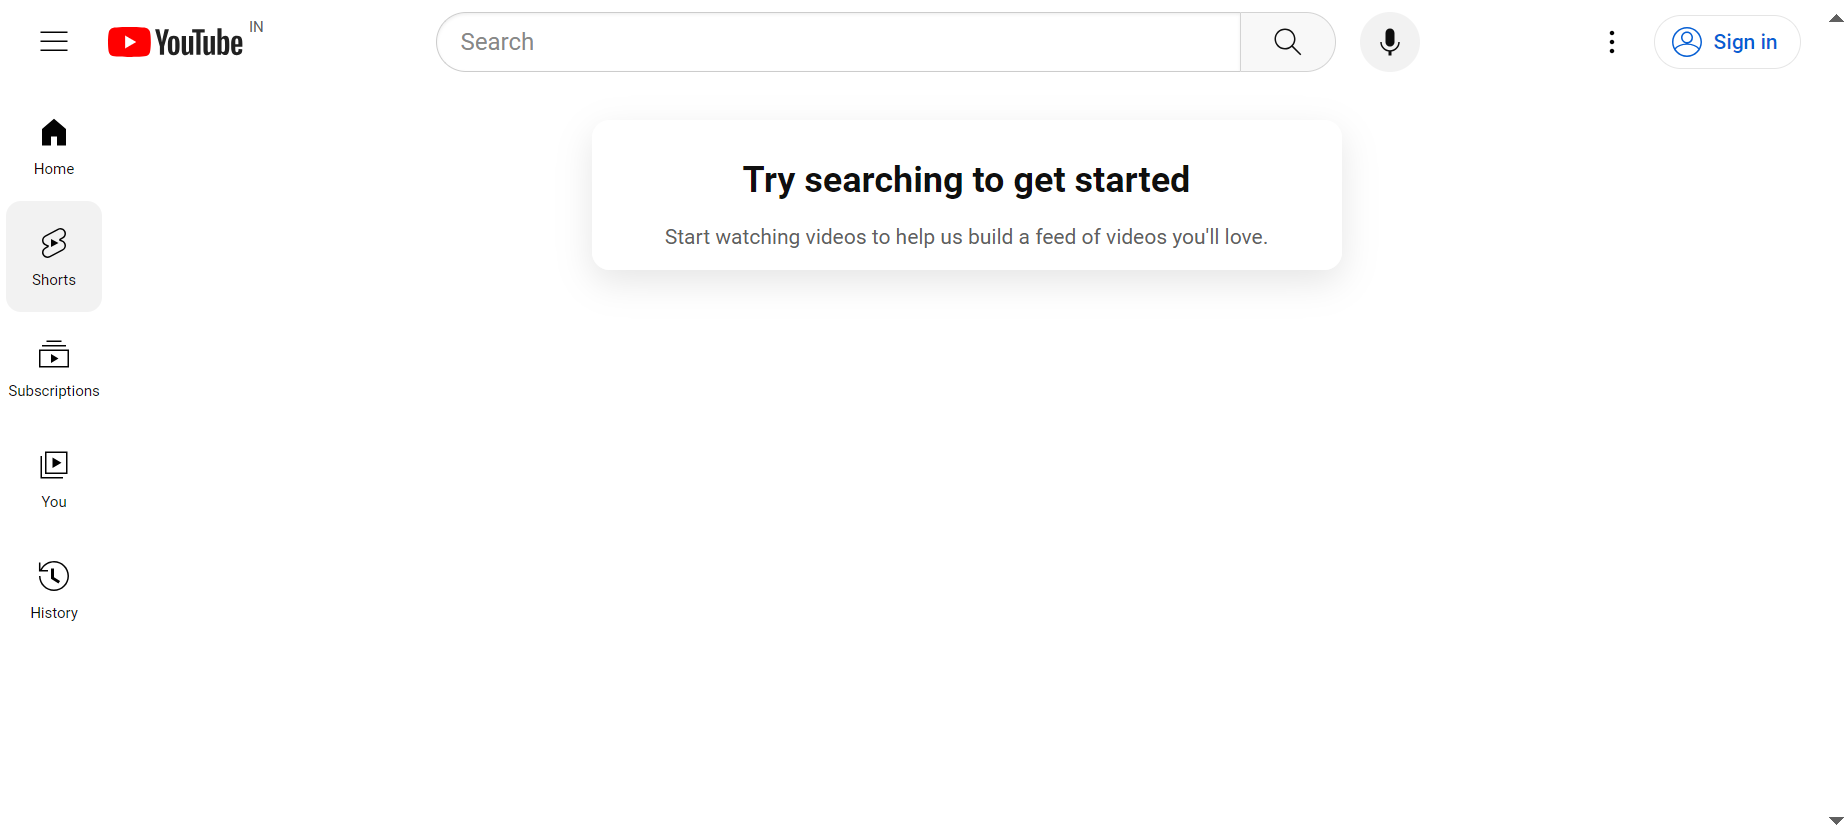 YouTube IN
Search
Sign in
Home
Shorts
Subscriptions
You
History
Try searching to get started
Start watching videos to help us build a feed of videos you'll love.